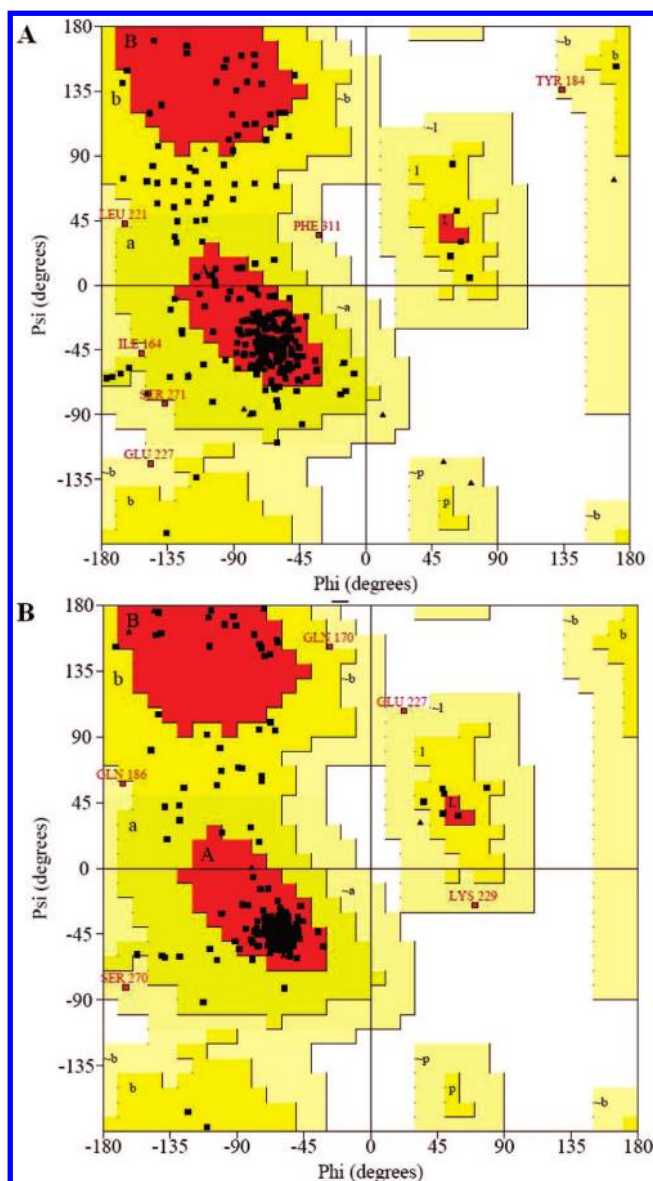 A
180
B
b
~b
~b
b
TYR 184
135
b
~b
~l
90
l
LEU 221
PHE 311
45
L
a
A
Psi (degrees)
0
~a
-45
ILE 164
SER 271
-90
GLU 227
-135
~b
~p
b
p
~b
-180 -135 -90 -45 0 45 90 135 180
Phi (degrees)
B
180
B
GLN 170
~b
b
135
b
~b
GLU 227
~l
90
l
GLN 186
45
L
a
A
Psi (degrees)
0
~a
LYS 229
-45
SER 270
-90
-135
~b
~p
b
p
~b
-180 -135 -90 -45 0 45 90 135 180
Phi (degrees)